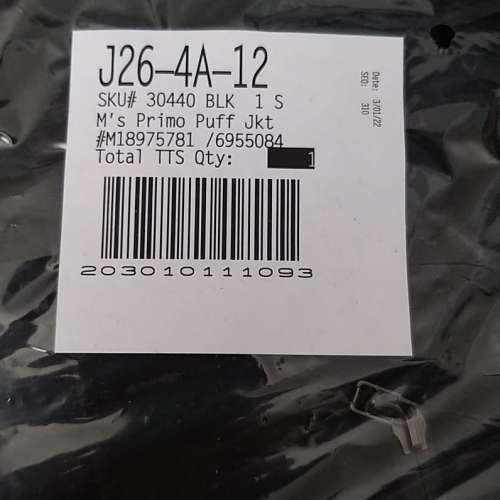 J26-4A-12
SKU# 30440 BLK 1 S
M's Primo Puff Jkt
#M18975781 /6955084
Total TTS Qty: 1
203010111093
Date: 3/01/22
SEQ: 310